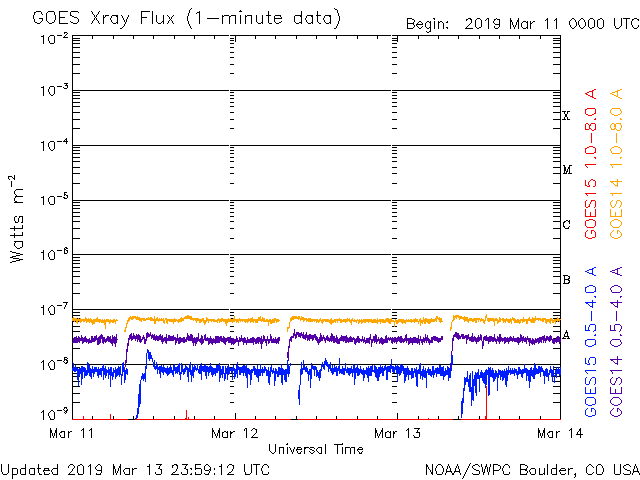 GOES Xray Flux (1-minute data)
Begin: 2019 Mar 11 0000 UTC
10⁻²
10⁻³
10⁻⁴
10⁻⁵
10⁻⁶
10⁻⁷
10⁻⁸
10⁻⁹
Watts m⁻²
X
M
C
B
A
GOES15 1.0-8.0 A
GOES14 1.0-8.0 A
GOES15 0.5-4.0 A
GOES14 0.5-4.0 A
Mar 11 Mar 12 Mar 13 Mar 14
Universal Time
Updated 2019 Mar 13 23:59:12 UTC
NOAA/SWPC Boulder, CO USA